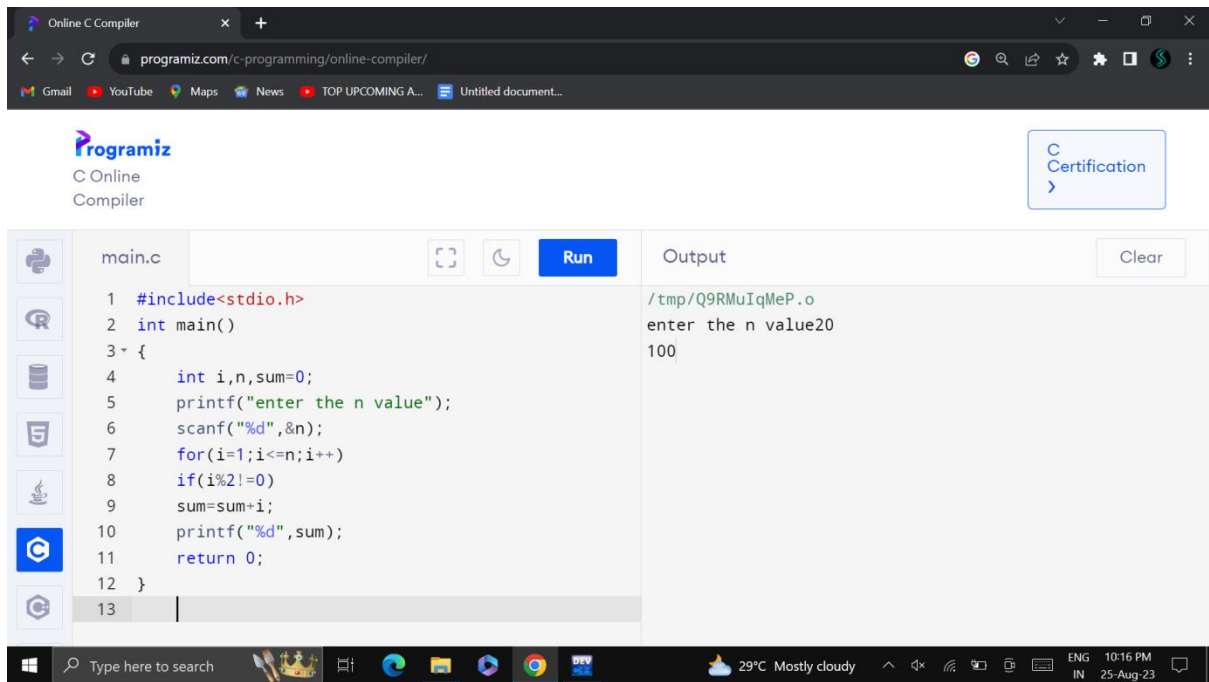 Online C Compiler
programiz.com/c-programming/online-compiler/
Gmail YouTube Maps News TOP UPCOMING A... Untitled document...
Programiz
C Online
Compiler
C
Certification
main.c
Run
Output
Clear
1 #include<stdio.h>
2 int main()
3 {
4 int i,n,sum=0;
5 printf("enter the n value");
6 scanf("%d",&n);
7 for(i=1;i<=n;i++)
8 if(i%2!=0)
9 sum=sum+i;
10 printf("%d",sum);
11 return 0;
12 }
13
/tmp/Q9RMuIqMeP.o
enter the n value20
100
Type here to search
DEV
29°C Mostly cloudy
ENG
IN
10:16 PM
25-Aug-23